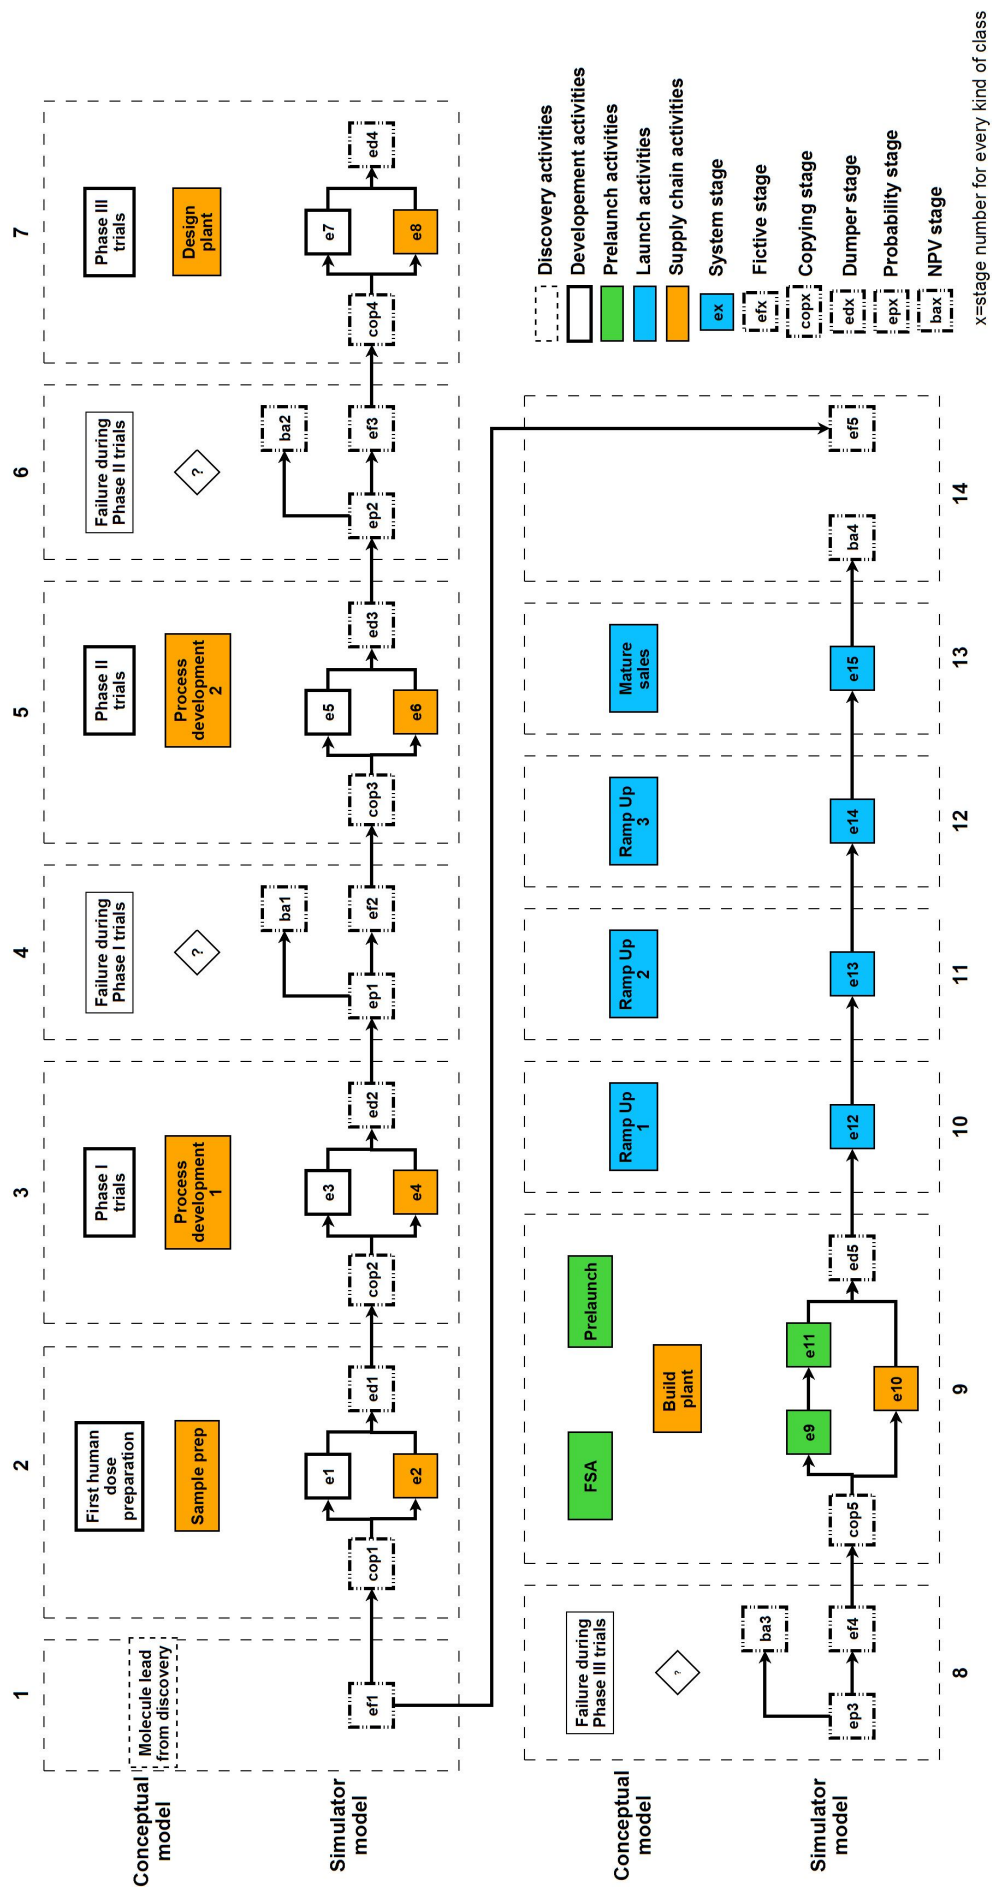 1
2
3
4
5
6
7
Conceptual
model
Molecule lead
from discovery
First human
dose
preparation
Sample prep
Phase I
trials
Process
development
1
Failure during
Phase I trials
?
Phase II
trials
Process
development
2
Failure during
Phase II trials
?
Phase III
trials
Design
plant
Simulator
model
ef1
cop1
e1
e2
ed1
cop2
e3
e4
ed2
ep1
ba1
ef2
cop3
e5
e6
ed3
ep2
ba2
ef3
cop4
e7
e8
ed4
Conceptual
model
Failure during
Phase III trials
?
FSA
Prelaunch
Build
plant
Ramp Up
1
Ramp Up
2
Ramp Up
3
Mature
sales
Simulator
model
ep3
ba3
ef4
cop5
e9
e11
e10
ed5
e12
e13
e14
e15
ba4
ef5
8
9
10
11
12
13
14
Discovery activities
Developement activities
Prelaunch activities
Launch activities
Supply chain activities
ex System stage
efx Fictive stage
copx Copying stage
edx Dumper stage
epx Probability stage
bax NPV stage
x=stage number for every kind of class